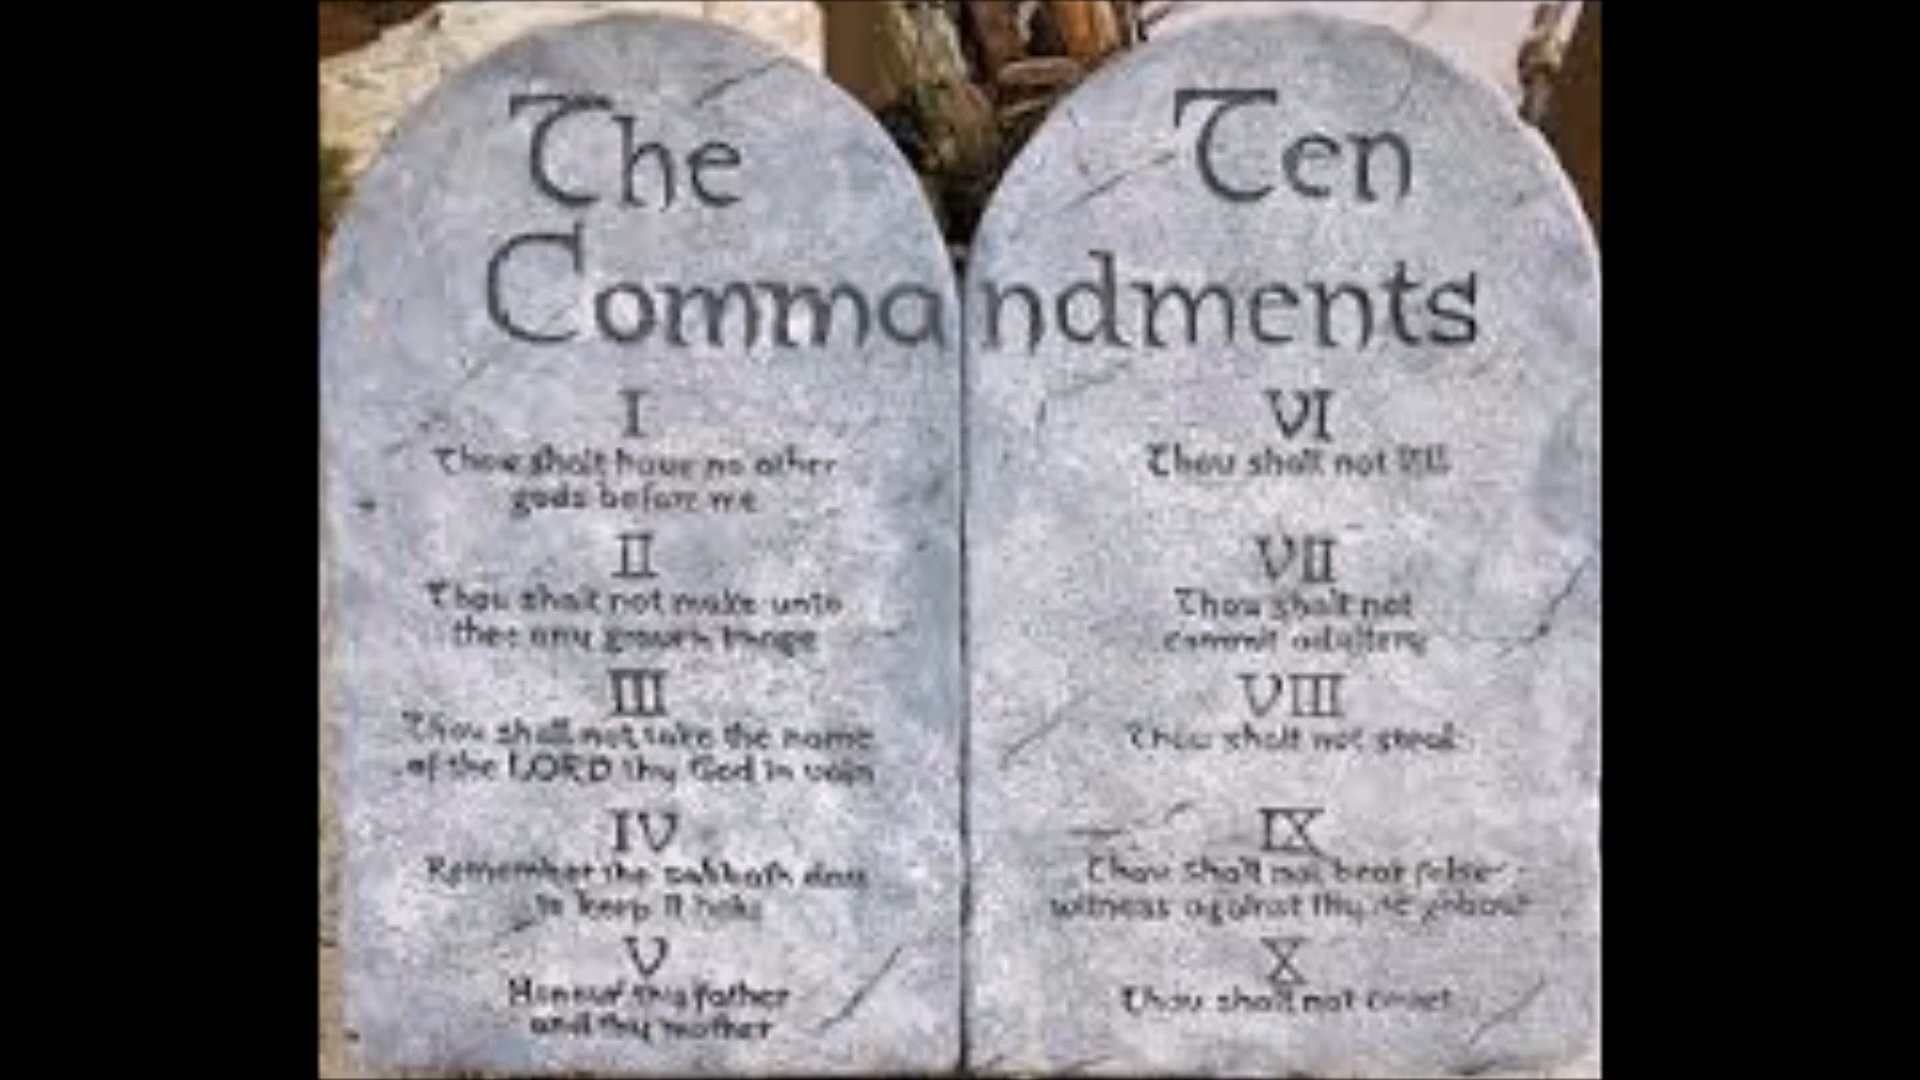 The
Commandments
I
Thou shalt have no other
gods before me
II
Thou shalt not make unto
thee any graven image
III
Thou shalt not take the name
of the LORD thy God in vain
IV
Remember the sabbath day
to keep it holy
V
Honour thy father
and thy mother
Ten
VI
Thou shalt not kill
VII
Thou shalt not
commit adultery
VIII
Thou shalt not steal
IX
Thou shalt not bear false
witness against thy neighbour
X
Thou shalt not covet